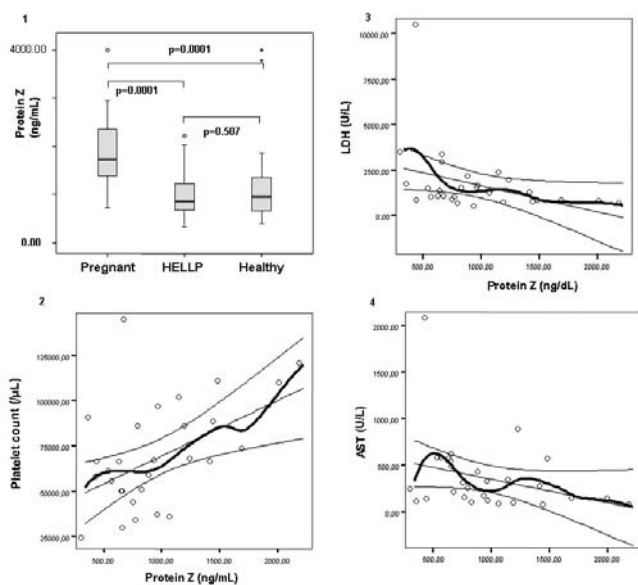 1
4000.00
Protein Z
(ng/mL)
0.00
p=0.0001
p=0.0001
p=0.507
Pregnant HELLP Healthy
3
10000,00
7500,00
5000,00
2500,00
0,00
LDH (U/L)
500,00 1000,00 1500,00 2000,00
Protein Z (ng/dL)
2
125000,00
100000,00
75000,00
50000,00
25000,00
Platelet count (/µL)
500,00 1000,00 1500,00 2000,00
Protein Z (ng/mL)
4
2000,00
1500,00
1000,00
500,00
0,00
AST (U/L)
500,00 1000,00 1500,00 2000,00
Protein Z (ng/mL)